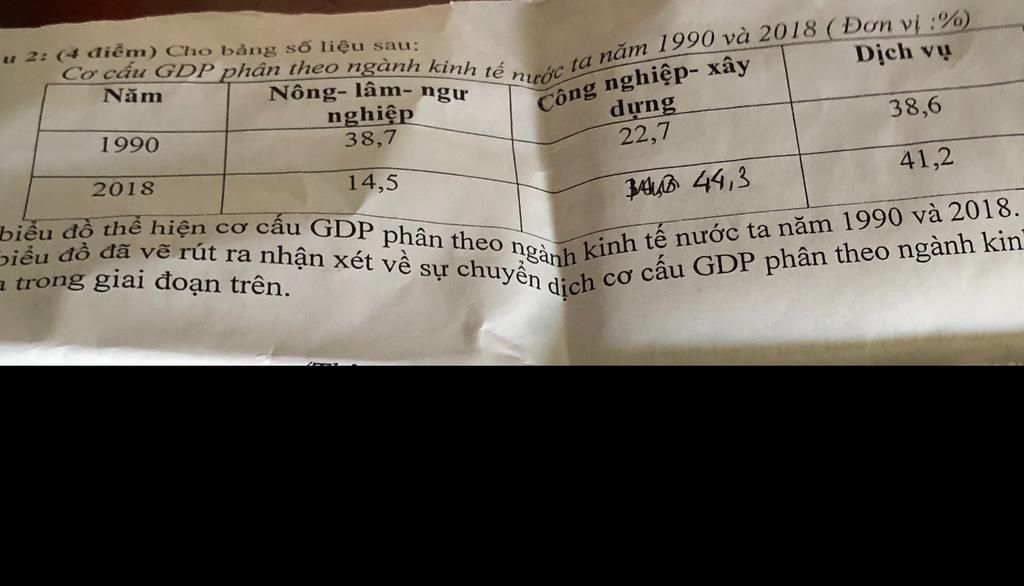 u 2: (4 điểm) Cho bảng số liệu sau:
Cơ cấu GDP phân theo ngành kinh tế nước ta năm 1990 và 2018 ( Đơn vị :%)
Năm Nông- lâm- ngư nghiệp Công nghiệp- xây dựng Dịch vụ
1990 38,7 22,7 38,6
2018 14,5 44,3 41,2
biểu đồ thể hiện cơ cấu GDP phân theo ngành kinh tế nước ta năm 1990 và 2018.
biểu đồ đã vẽ rút ra nhận xét về sự chuyển dịch cơ cấu GDP phân theo ngành kin
trong giai đoạn trên.